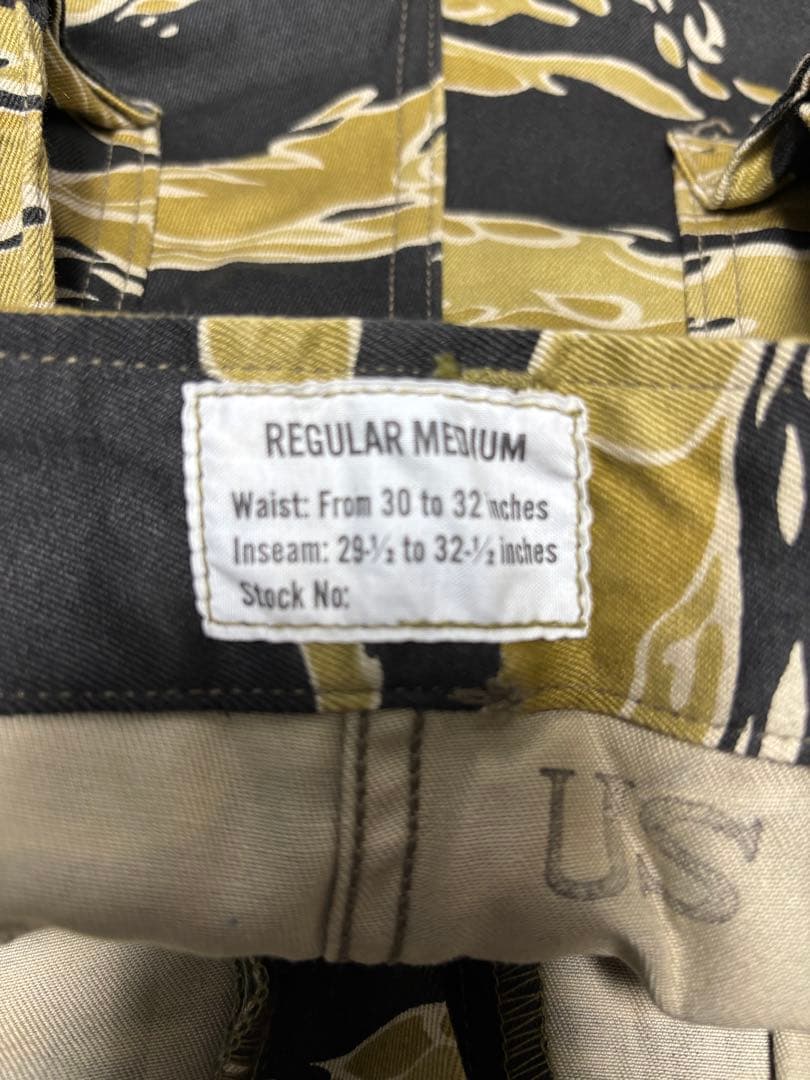 REGULAR MEDIUM
Waist: From 30 to 32 inches
Inseam: 29-½ to 32-½ inches
Stock No:
US